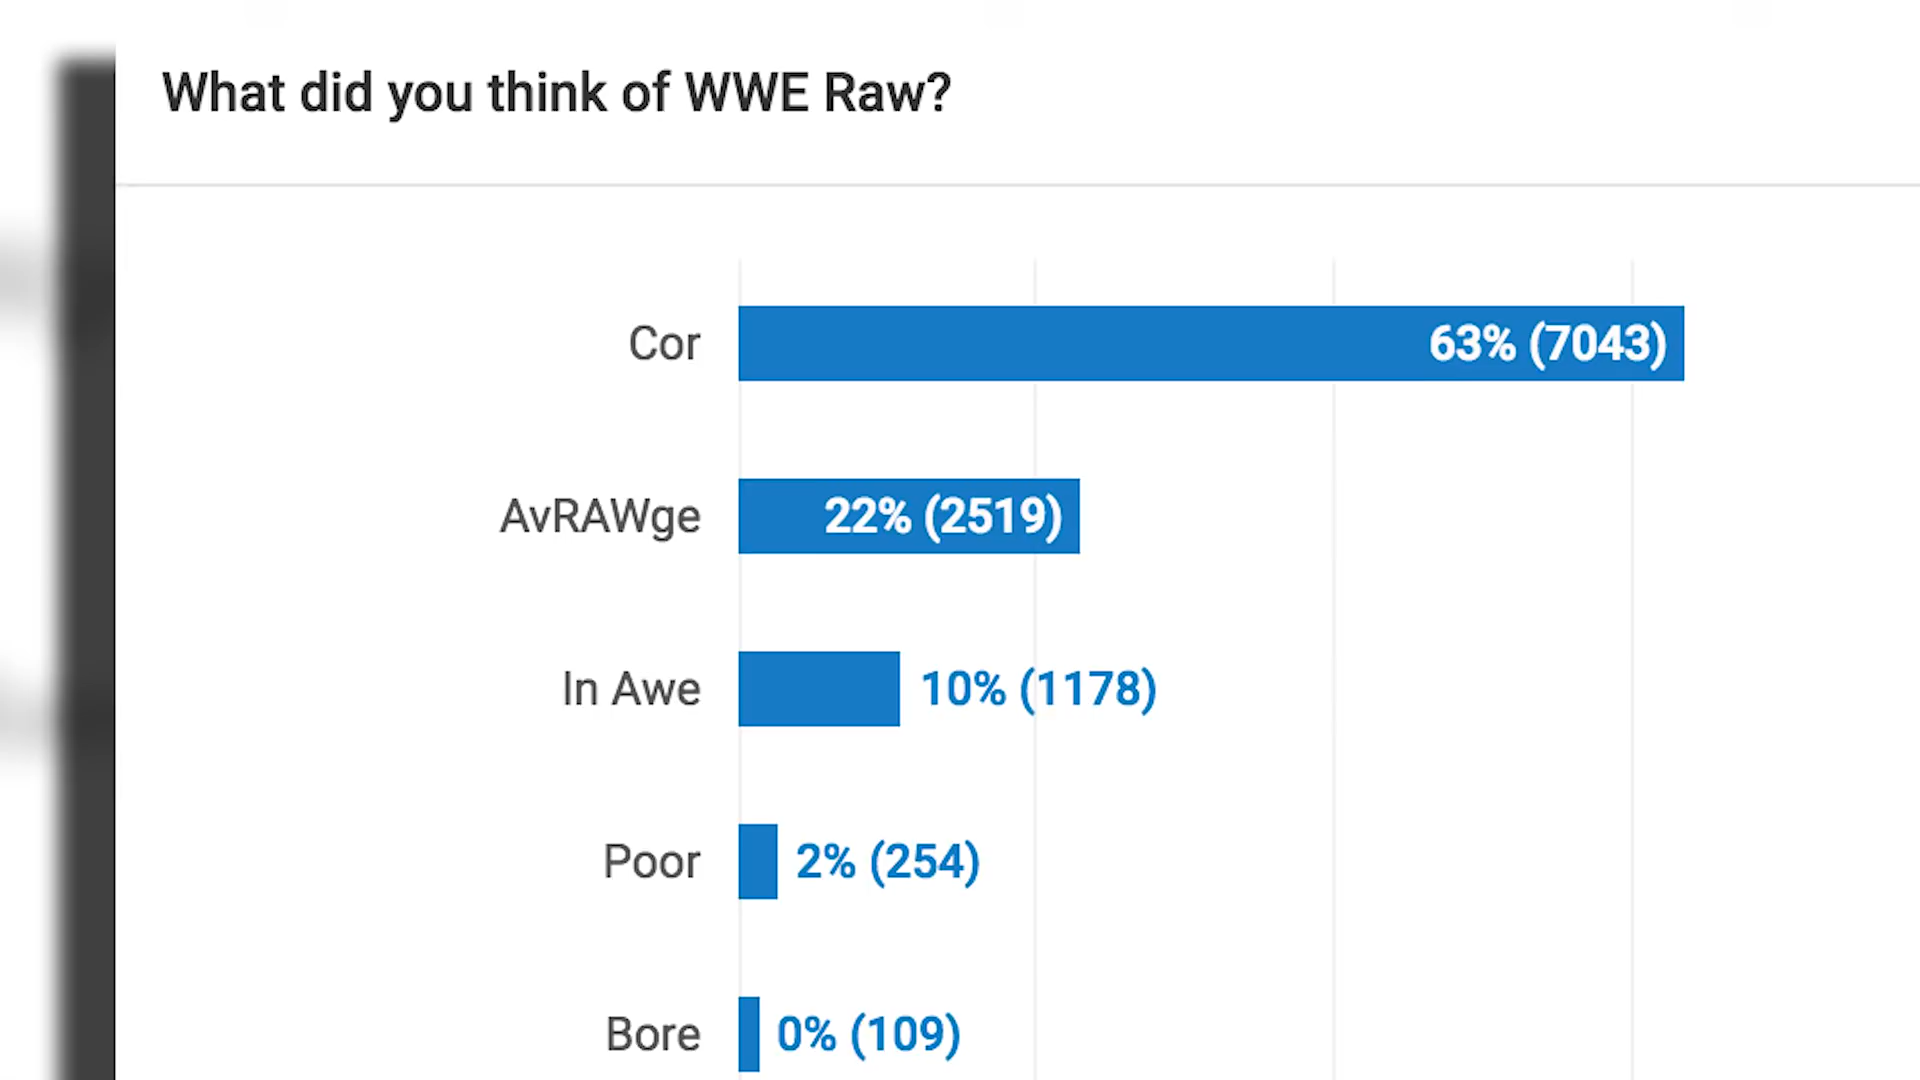 What did you think of WWE Raw?
Cor 63% (7043)
AvRAWge 22% (2519)
In Awe 10% (1178)
Poor 2% (254)
Bore 0% (109)